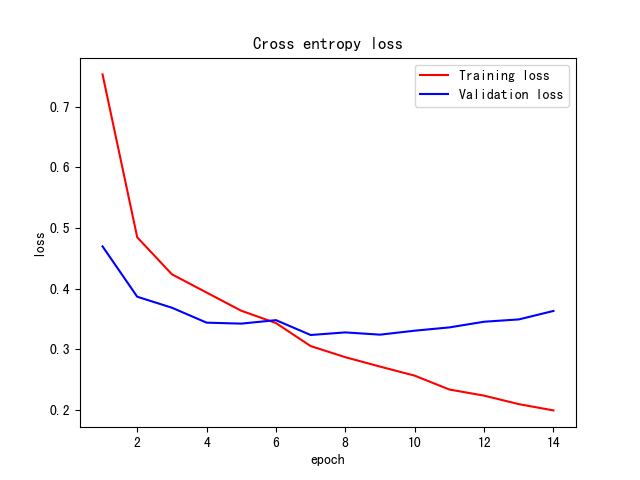 Cross entropy loss
Training loss
Validation loss
0.7
0.6
0.5
0.4
0.3
0.2
loss
2 4 6 8 10 12 14
epoch